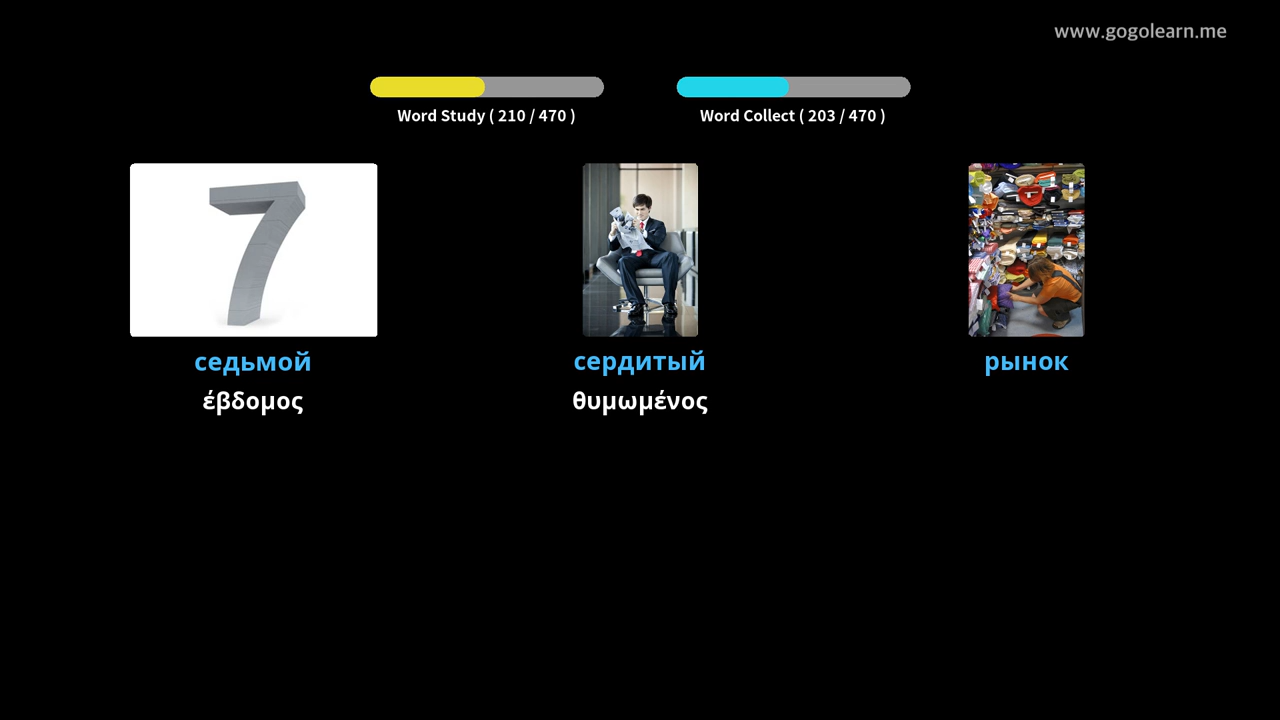 www.gogolearn.me
Word Study ( 210 / 470 )
Word Collect ( 203 / 470 )
седьмой
сердитый
рынок
έβδομος
θυμωμένος